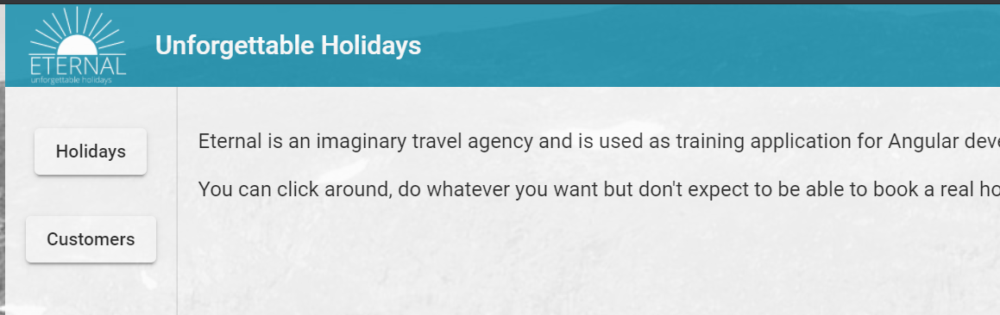 ETERNAL
unforgettable holidays
Unforgettable Holidays
Holidays
Customers
Eternal is an imaginary travel agency and is used as training application for Angular
You can click around, do whatever you want but don't expect to be able to book a real